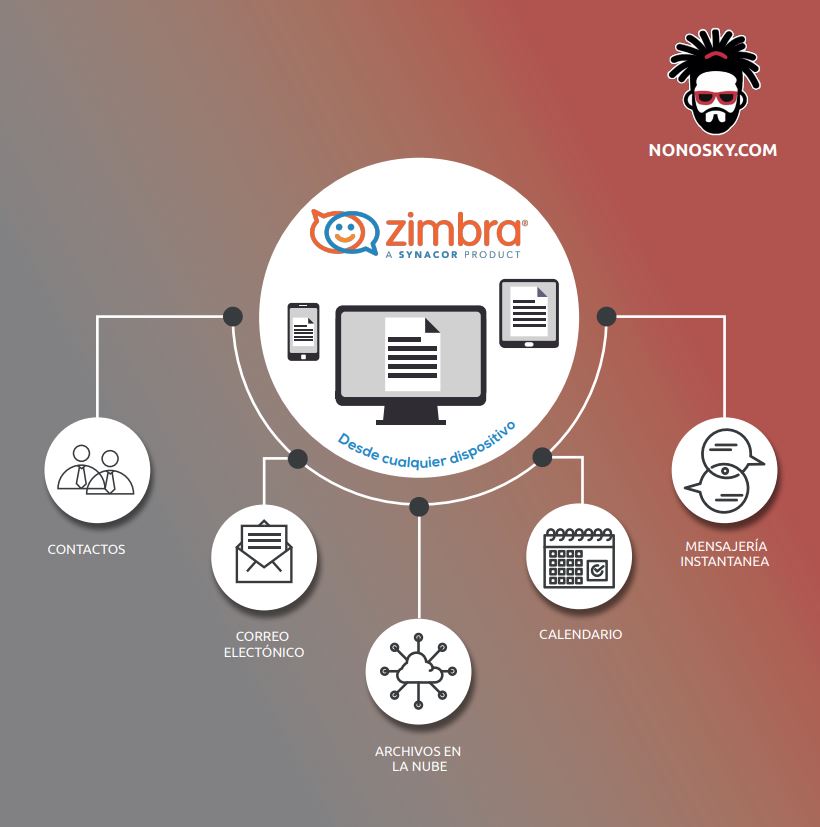 NONOSKY.COM
zimbra®
A SYNACOR PRODUCT
Desde cualquier dispositivo
CONTACTOS
CORREO
ELECTÓNICO
ARCHIVOS EN
LA NUBE
CALENDARIO
MENSAJERÍA
INSTANTANEA